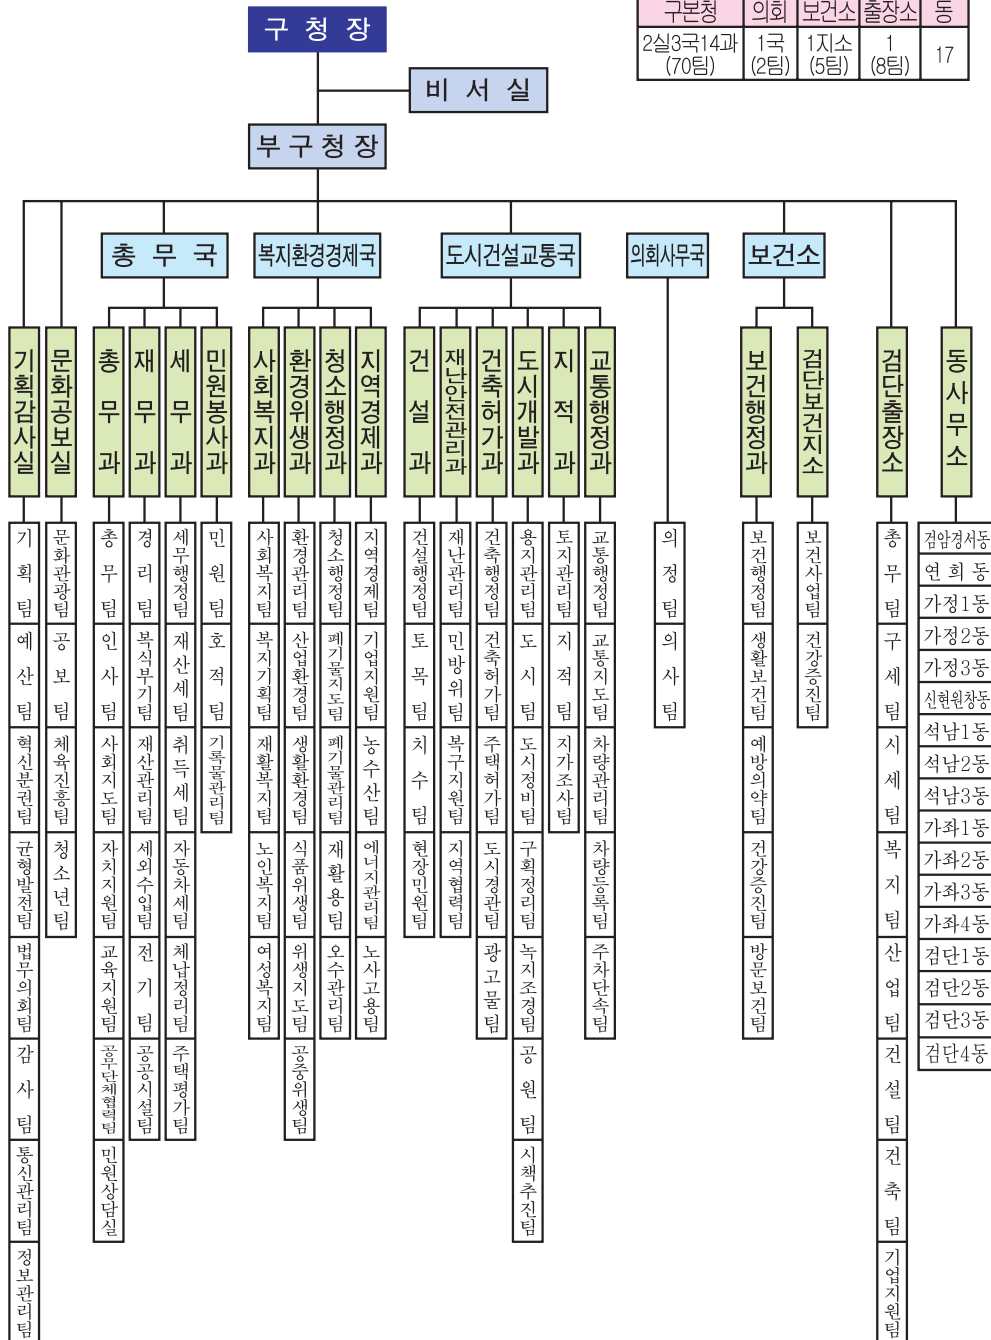 구본청 의회 보건소 출장소 동
2실3국14과 1국 1지소 1 17
(70팀) (2팀) (5팀) (8팀)
구 청 장
비 서 실
부 구 청 장
총 무 국
복지환경경제국
도시건설교통국
의회사무국
보건소
기획감사실
문화공보실
총 무 과
재 무 과
세 무 과
민원봉사과
사회복지과
환경위생과
청소행정과
지역경제과
건 설 과
재난안전관리과
건축허가과
도시개발과
지 적 과
교통행정과
보건행정과
검단보건지소
검단출장소
동 사 무 소
기 획 팀
예 산 팀
혁신분권팀
균형발전팀
법무의회팀
감 사 팀
통신관리팀
정보관리팀
문화관광팀
공 보 팀
체육진흥팀
청소년팀
총 무 팀
인 사 팀
사회지도팀
자치지원팀
교육지원팀
공무단체협력팀
민원상담실
경 리 팀
복식부기팀
재산관리팀
세외수입팀
전 기 팀
공공시설팀
세무행정팀
재산세팀
취득세팀
자동차세팀
체납정리팀
주택평가팀
민 원 팀
호 적 팀
기록물관리팀
사회복지팀
복지기획팀
재활복지팀
노인복지팀
여성복지팀
환경관리팀
산업환경팀
생활환경팀
식품위생팀
위생지도팀
공중위생팀
청소행정팀
폐기물지도팀
폐기물관리팀
재활용팀
오수관리팀
지역경제팀
기업지원팀
농수산팀
에너지관리팀
노사고용팀
건설행정팀
토 목 팀
치 수 팀
현장민원팀
재난관리팀
민방위팀
복구지원팀
지역협력팀
건축행정팀
건축허가팀
주택허가팀
도시경관팀
광고물팀
용지관리팀
도 시 팀
도시정비팀
구획정리팀
녹지조경팀
공 원 팀
시책추진팀
토지관리팀
지 적 팀
지가조사팀
교통행정팀
교통지도팀
차량관리팀
차량등록팀
주차단속팀
의 정 팀
의 사 팀
보건행정팀
생활보건팀
예방의약팀
건강증진팀
방문보건팀
보건사업팀
건강증진팀
총 무 팀
구 세 팀
시 세 팀
복 지 팀
산 업 팀
건 설 팀
건 축 팀
기업지원팀
검암경서동
연 희 동
가정1동
가정2동
가정3동
신현원창동
석남1동
석남2동
석남3동
가좌1동
가좌2동
가좌3동
가좌4동
검단1동
검단2동
검단3동
검단4동